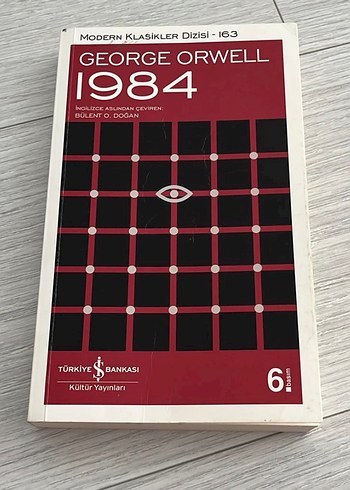 MODERN KLASİKLER DİZİSİ - 163
GEORGE ORWELL
1984
İNGİLİZCE ASLINDAN ÇEVİREN:
BÜLENT O. DOĞAN
TÜRKİYE İŞ BANKASI
Kültür Yayınları
6.basım